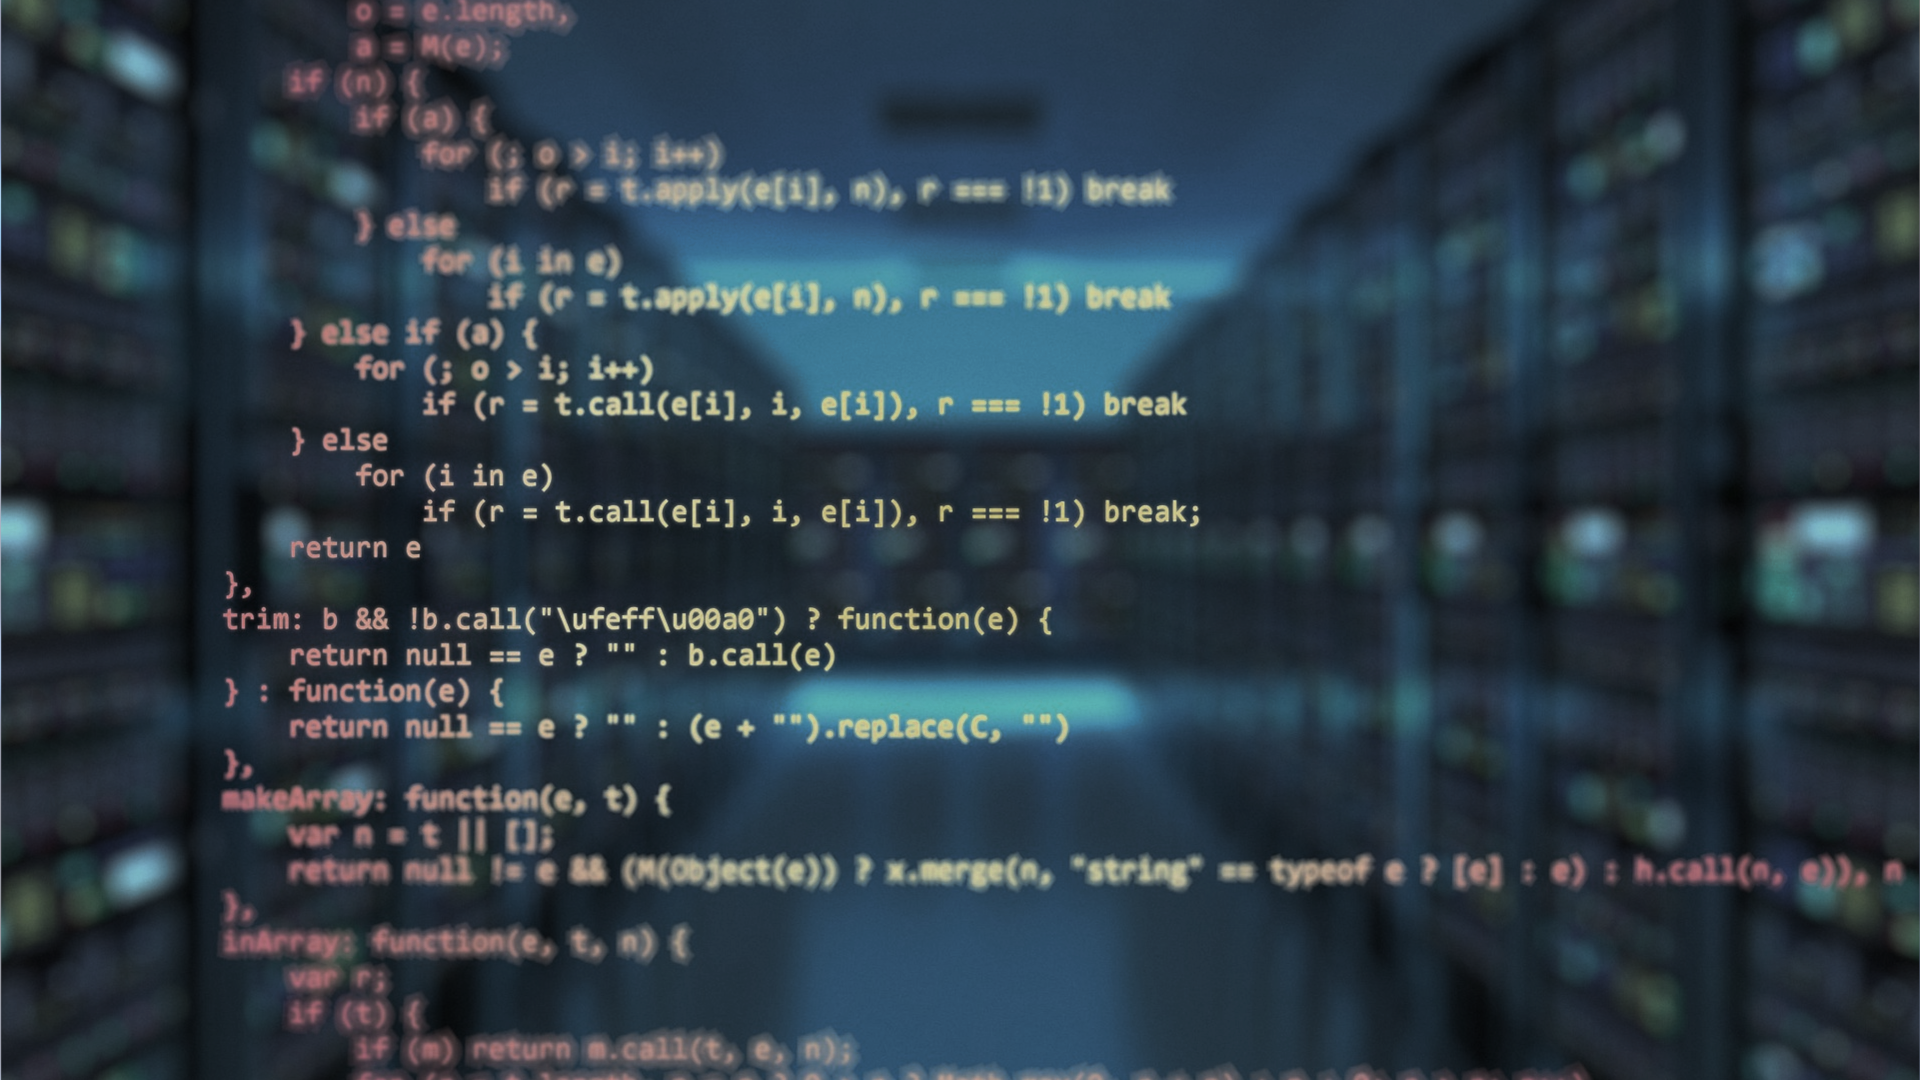 o = e.length,
a = M(e);
if (n) {
if (a) {
for (; o > i; i++)
if (r = t.apply(e[i], n), r === !1) break
} else
for (i in e)
if (r = t.apply(e[i], n), r === !1) break
} else if (a) {
for (; o > i; i++)
if (r = t.call(e[i], i, e[i]), r === !1) break
} else
for (i in e)
if (r = t.call(e[i], i, e[i]), r === !1) break;
return e
},
trim: b && !b.call("\ufeff\u00a0") ? function(e) {
return null == e ? "" : b.call(e)
} : function(e) {
return null == e ? "" : (e + "").replace(C, "")
},
makeArray: function(e, t) {
var n = t || [];
return null != e && (M(Object(e)) ? x.merge(n, "string" == typeof e ? [e] : e) : h.call(n, e)), n
},
inArray: function(e, t, n) {
var r;
if (t) {
if (m) return m.call(t, e, n);